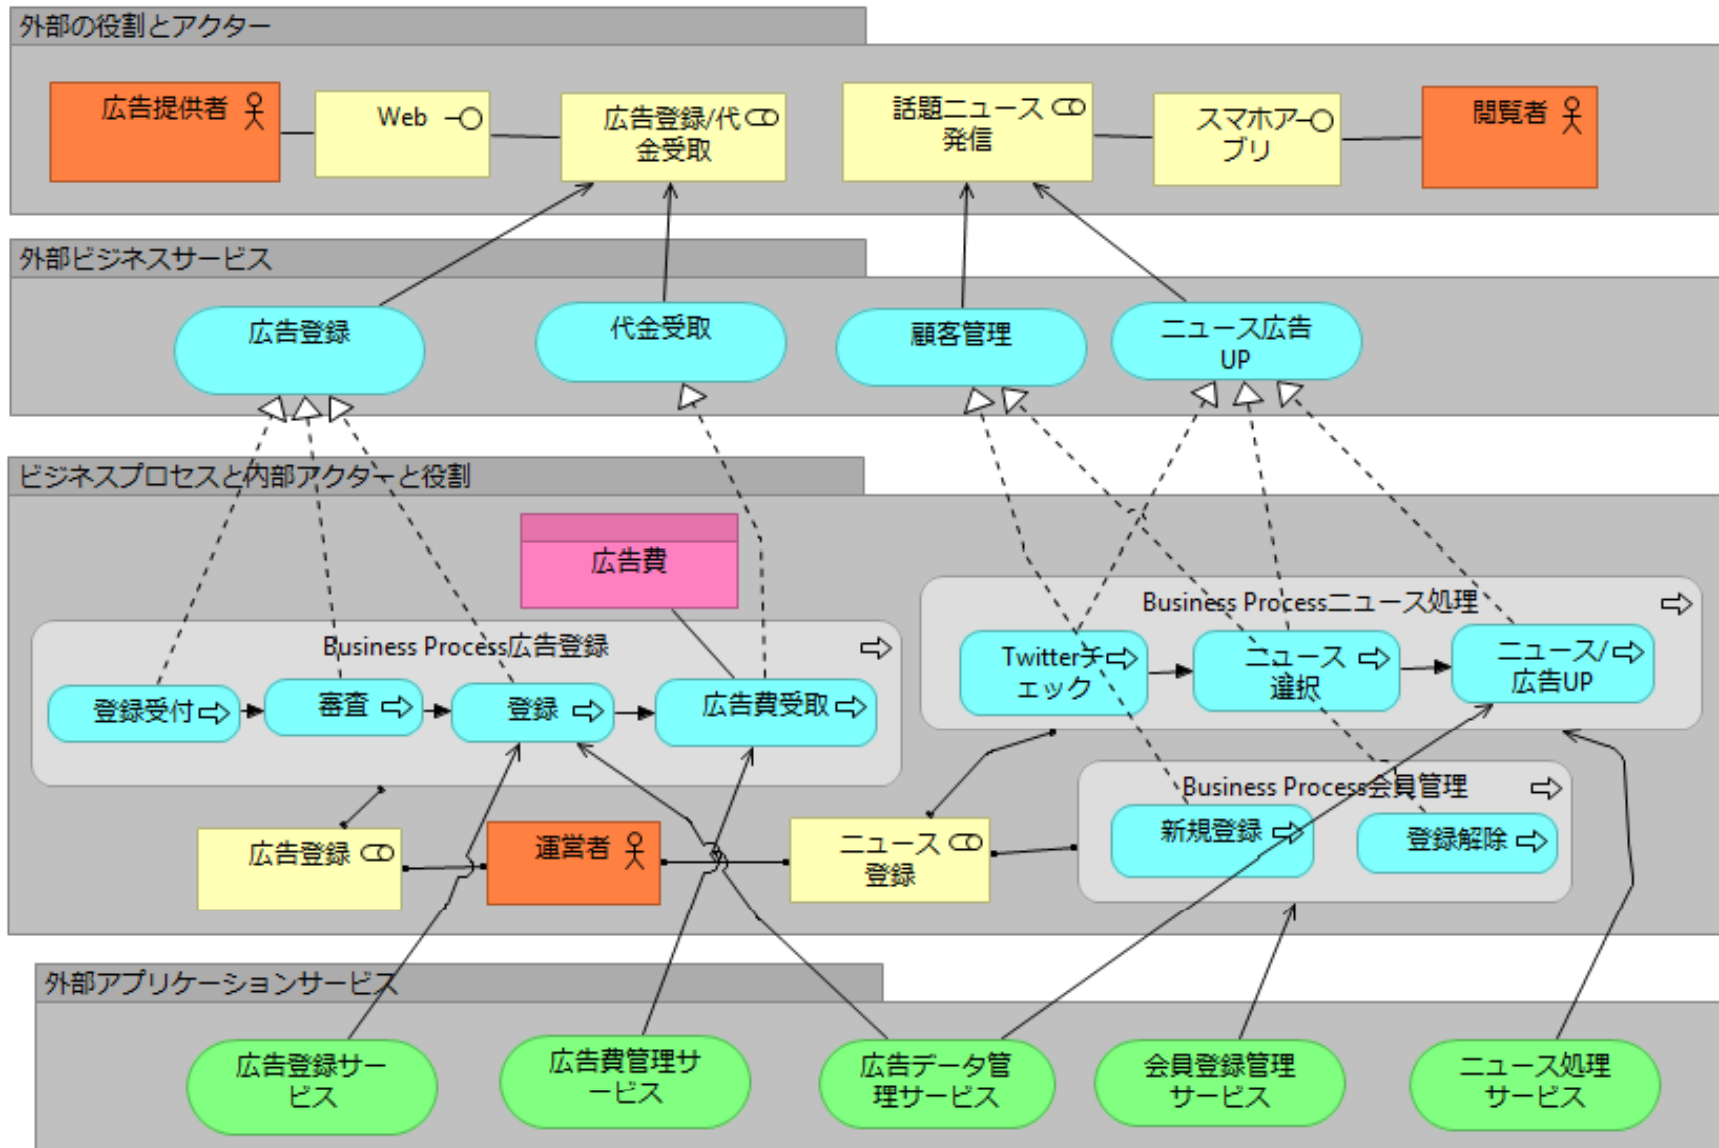 外部の役割とアクター
広告提供者
Web
広告登録/代
金受取
話題ニュース
発信
スマホア
プリ
閲覧者
外部ビジネスサービス
広告登録
代金受取
顧客管理
ニュース広告
UP
ビジネスプロセスと内部アクターと役割
広告費
Business Process広告登録
登録受付
審査
登録
広告費受取
Business Processニュース処理
Twitterチ
ェック
ニュース
選択
ニュース/
広告UP
Business Process会員管理
新規登録
登録解除
広告登録
運営者
ニュース
登録
外部アプリケーションサービス
広告登録サー
ビス
広告費管理サ
ービス
広告データ管
理サービス
会員登録管理
サービス
ニュース処理
サービス